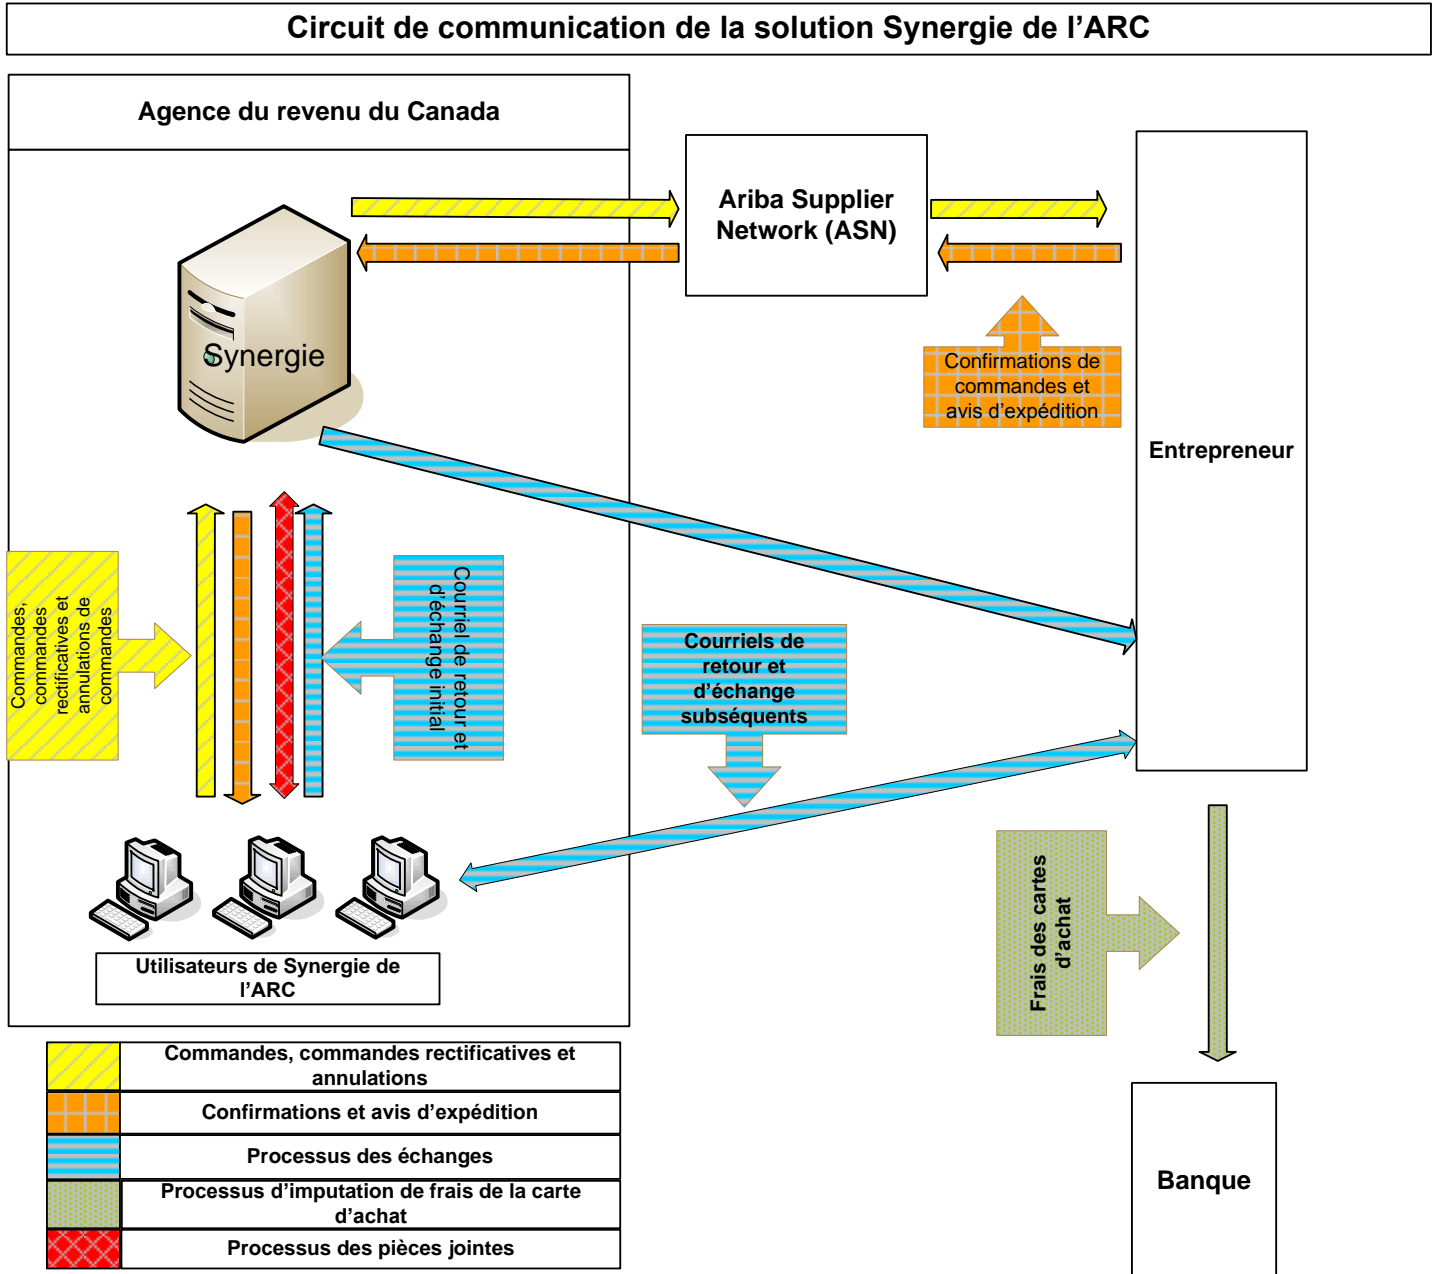 Circuit de communication de la solution Synergie de l’ARC
Agence du revenu du Canada
Ariba Supplier
Network (ASN)
Synergie
Confirmations de
commandes et
avis d’expédition
Entrepreneur
Commandes,
commandes
rectificatives et
annulations de
commandes
Courriel de retour et
d’échange initial
Courriels de
retour et
d’échange
subséquents
Frais des cartes
d’achat
Utilisateurs de Synergie de
l’ARC
Commandes, commandes rectificatives et
annulations
Confirmations et avis d’expédition
Processus des échanges
Processus d’imputation de frais de la carte
d’achat
Processus des pièces jointes
Banque